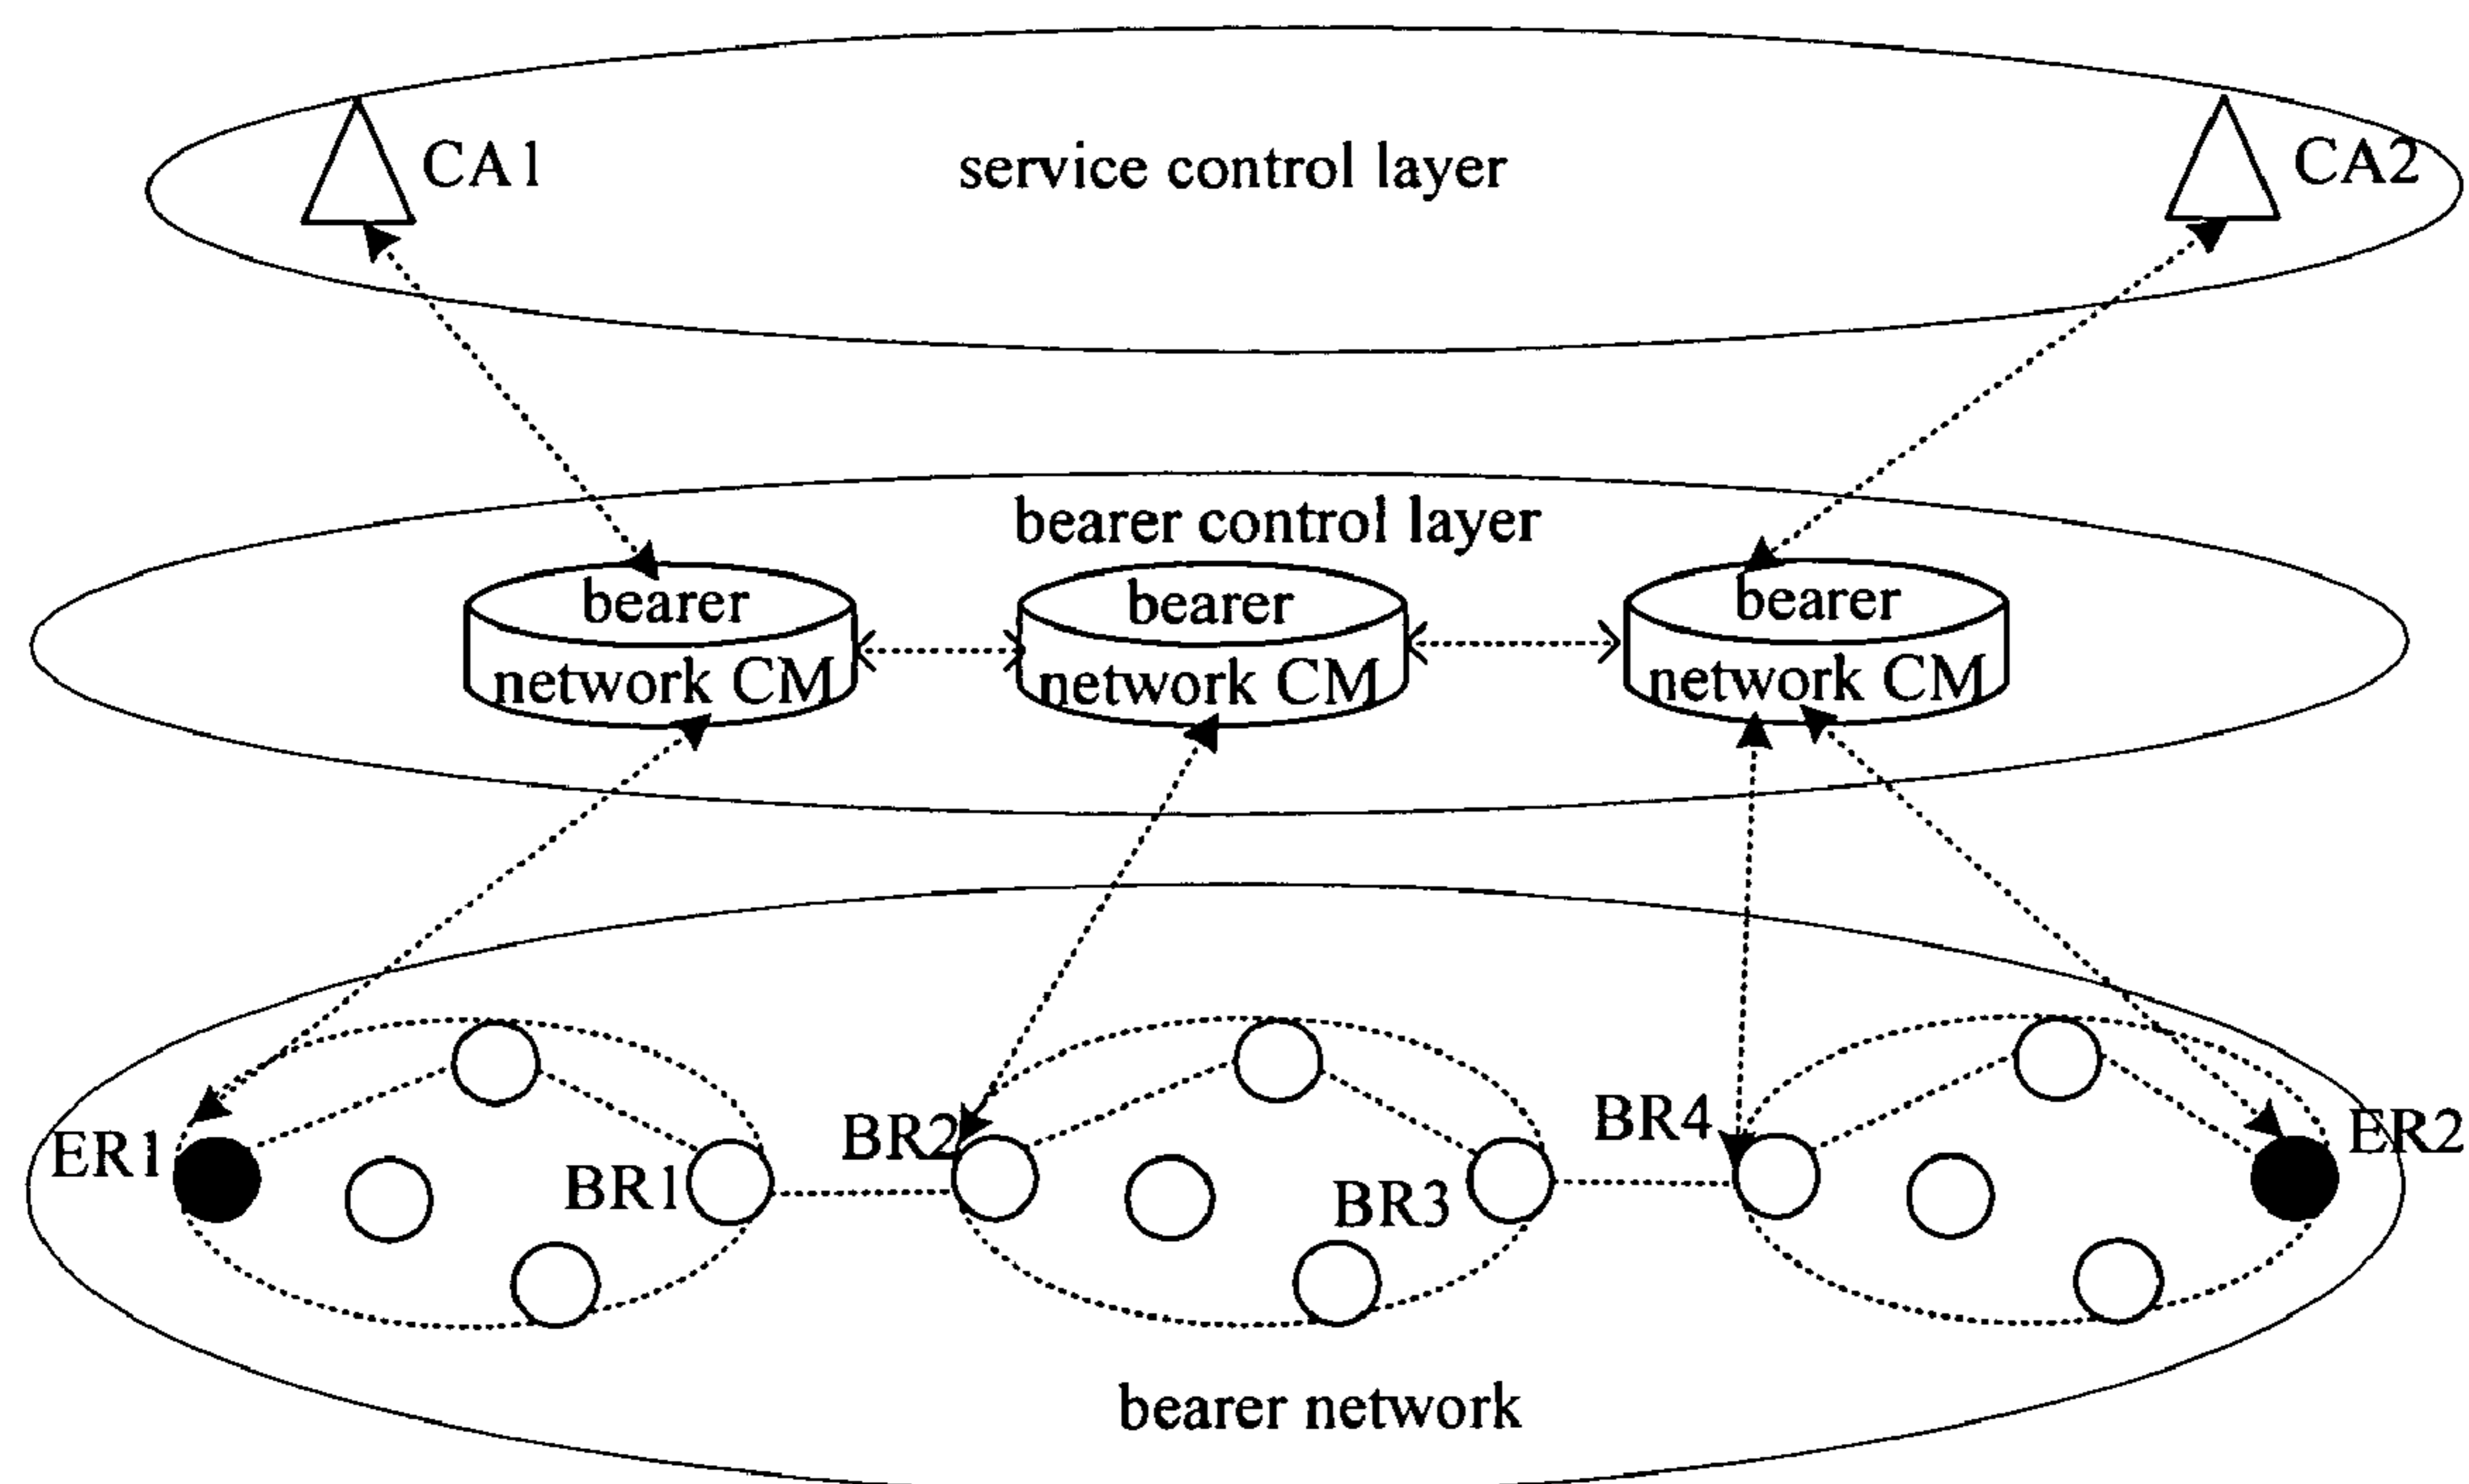 CA1
service control layer
CA2
bearer control layer
bearer
network CM
bearer
network CM
bearer
network CM
ER1
BR1
BR2
BR3
BR4
ER2
bearer network